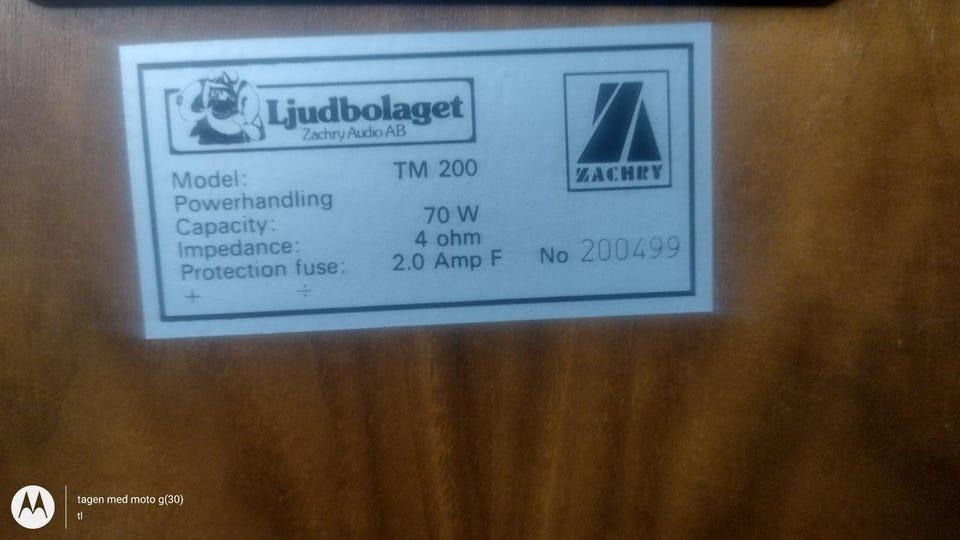 Ljudbolaget
Zachry Audio AB
ZACHRY
Model: TM 200
Powerhandling
Capacity: 70 W
Impedance: 4 ohm
Protection fuse: 2.0 Amp F
No 200499
+ ÷
tagen med moto g(30)
tl